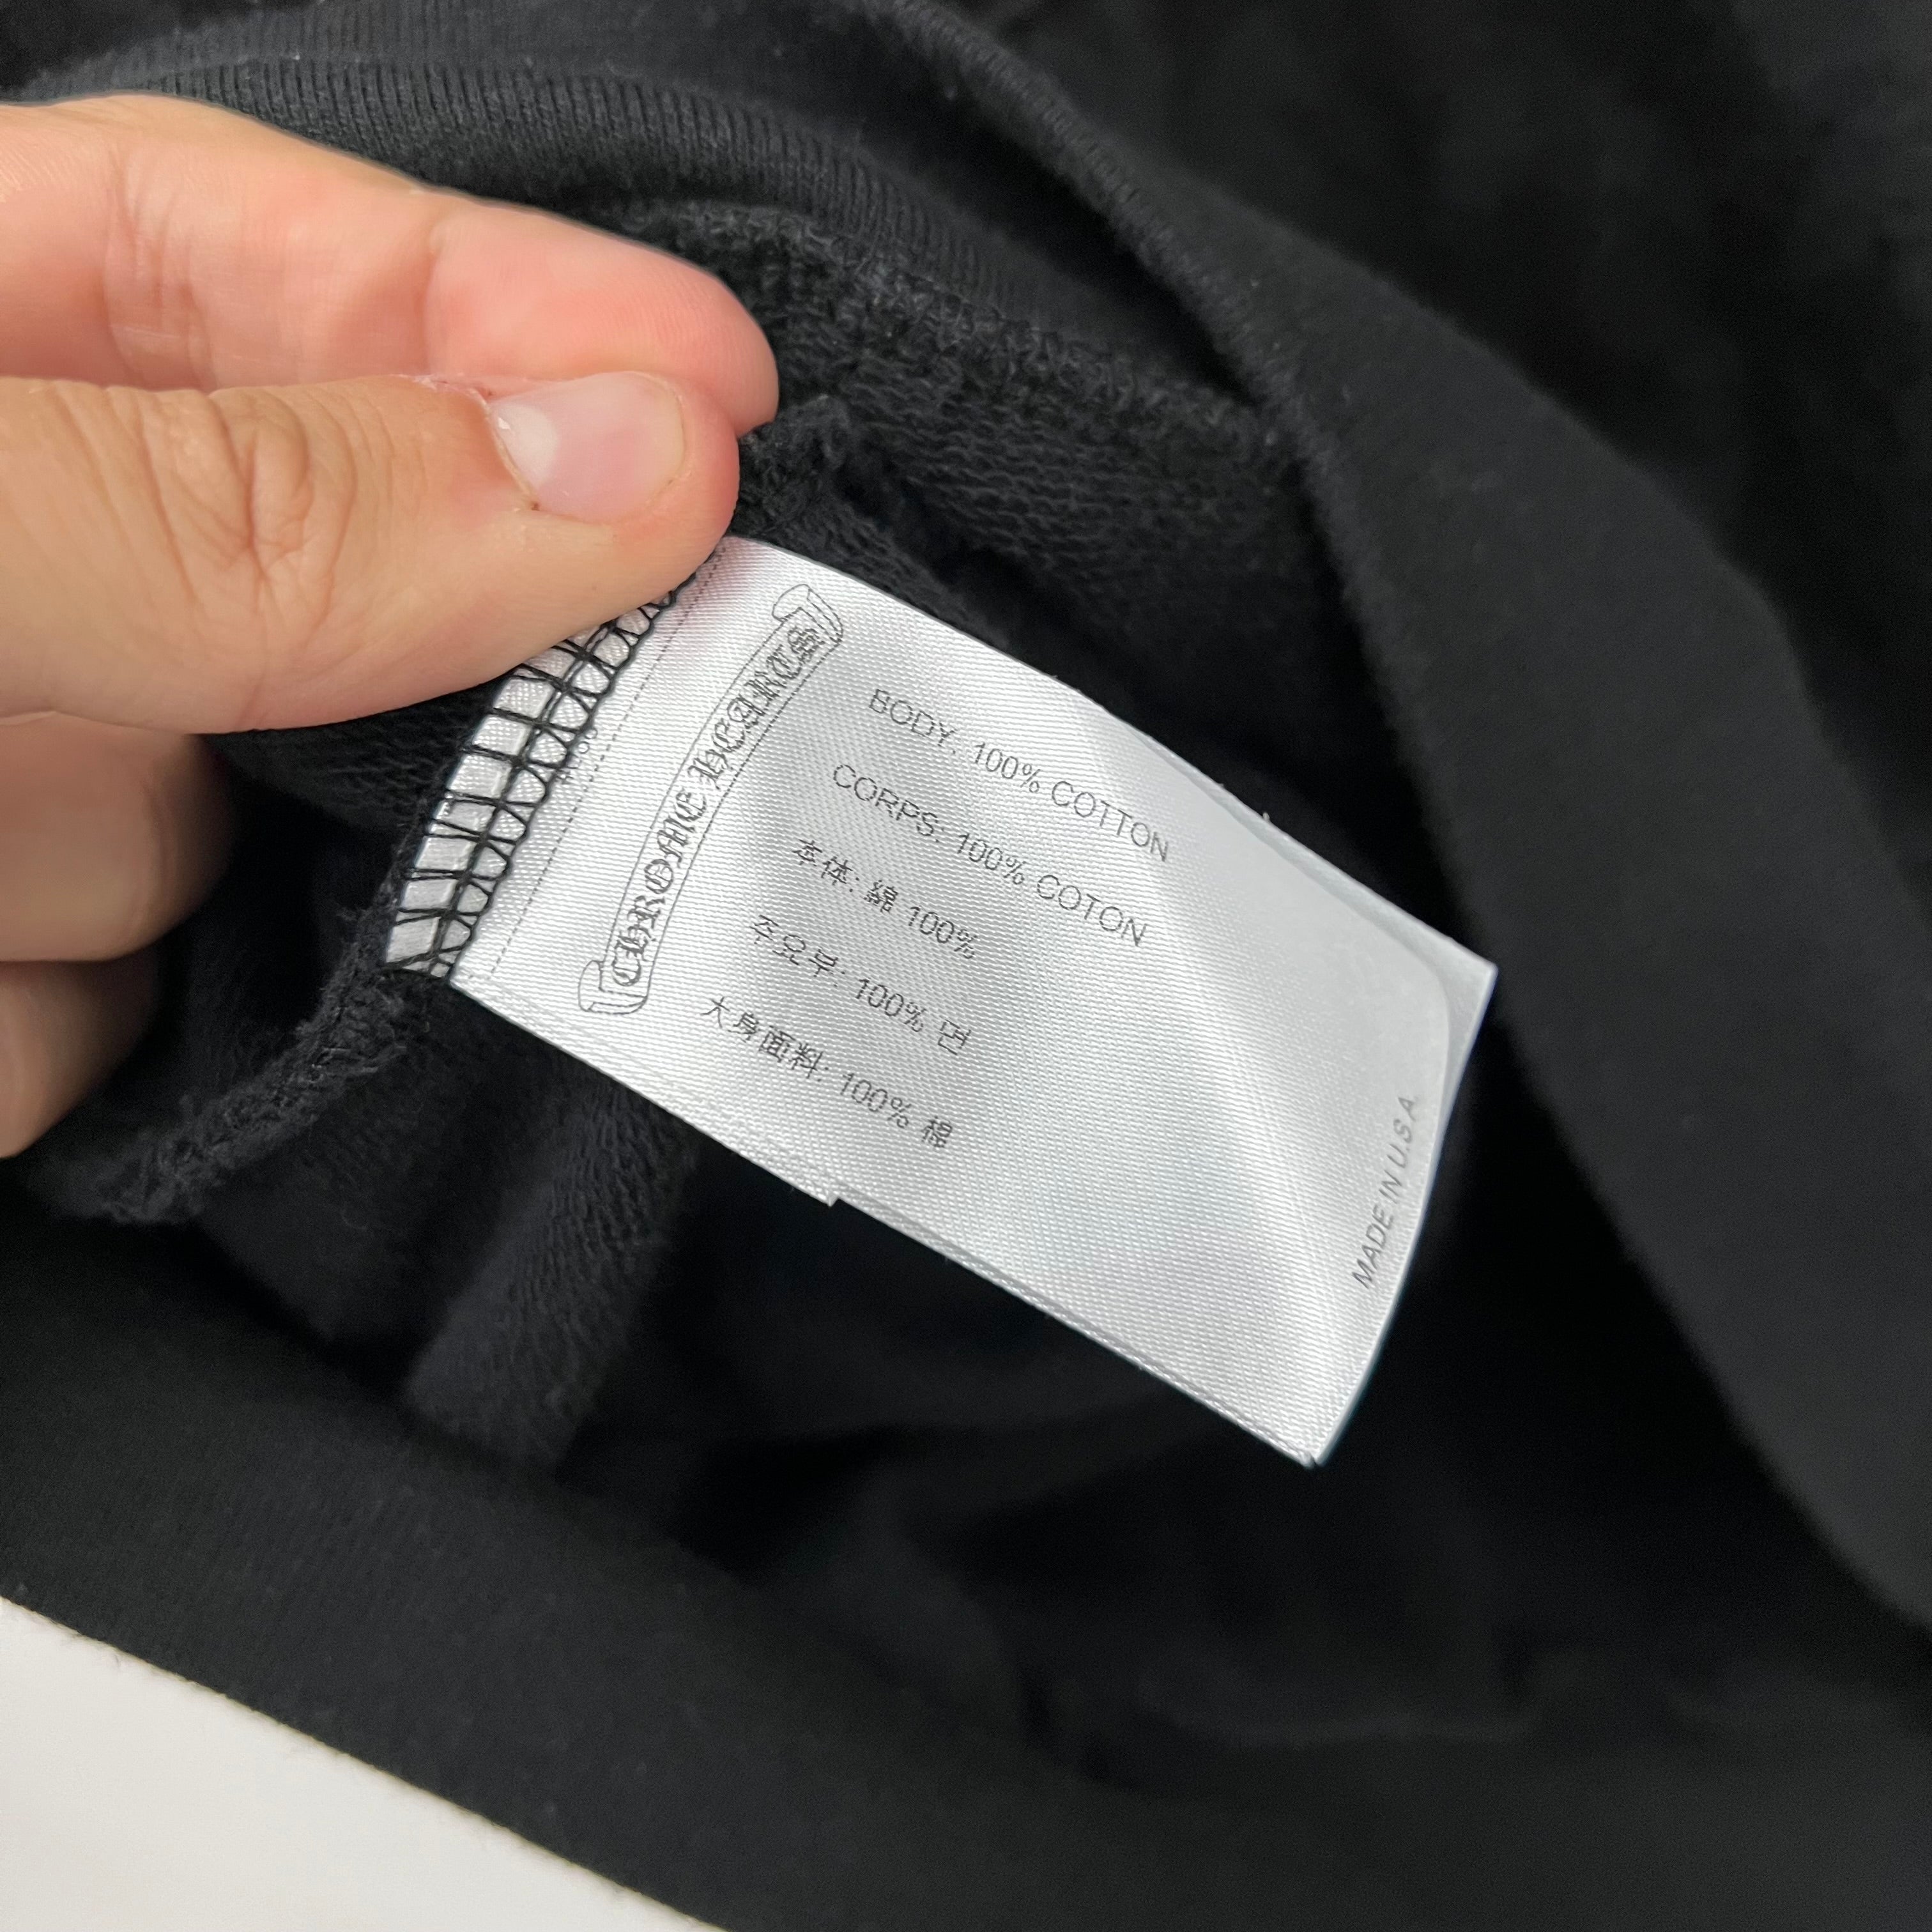 CHROME HEARTS
BODY: 100% COTTON
CORPS: 100% COTON
本体: 綿 100%
주요부: 100% 면
大身面料: 100% 棉
MADE IN U.S.A.